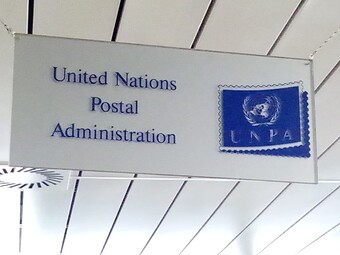 United Nations
Postal
Administration
UNPA